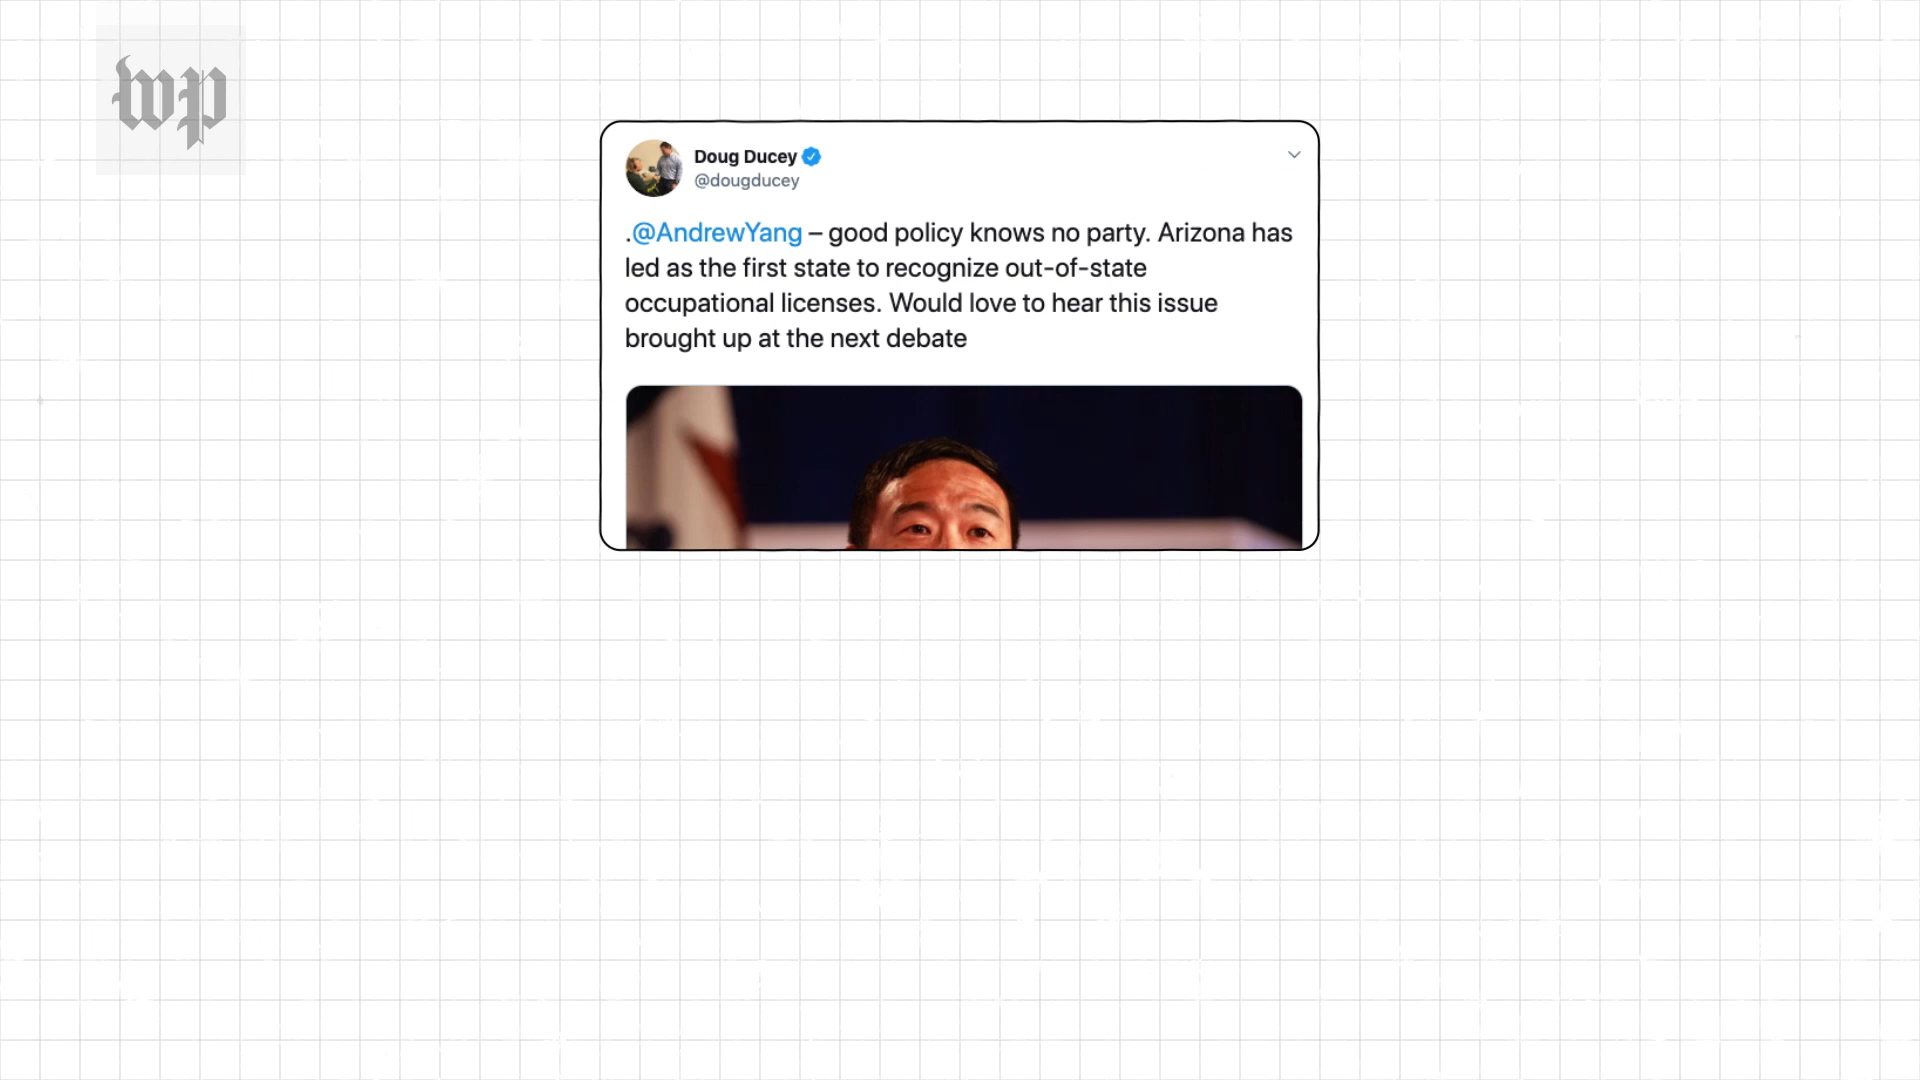 wp
Doug Ducey
@dougducey
.@AndrewYang – good policy knows no party. Arizona has
led as the first state to recognize out-of-state
occupational licenses. Would love to hear this issue
brought up at the next debate